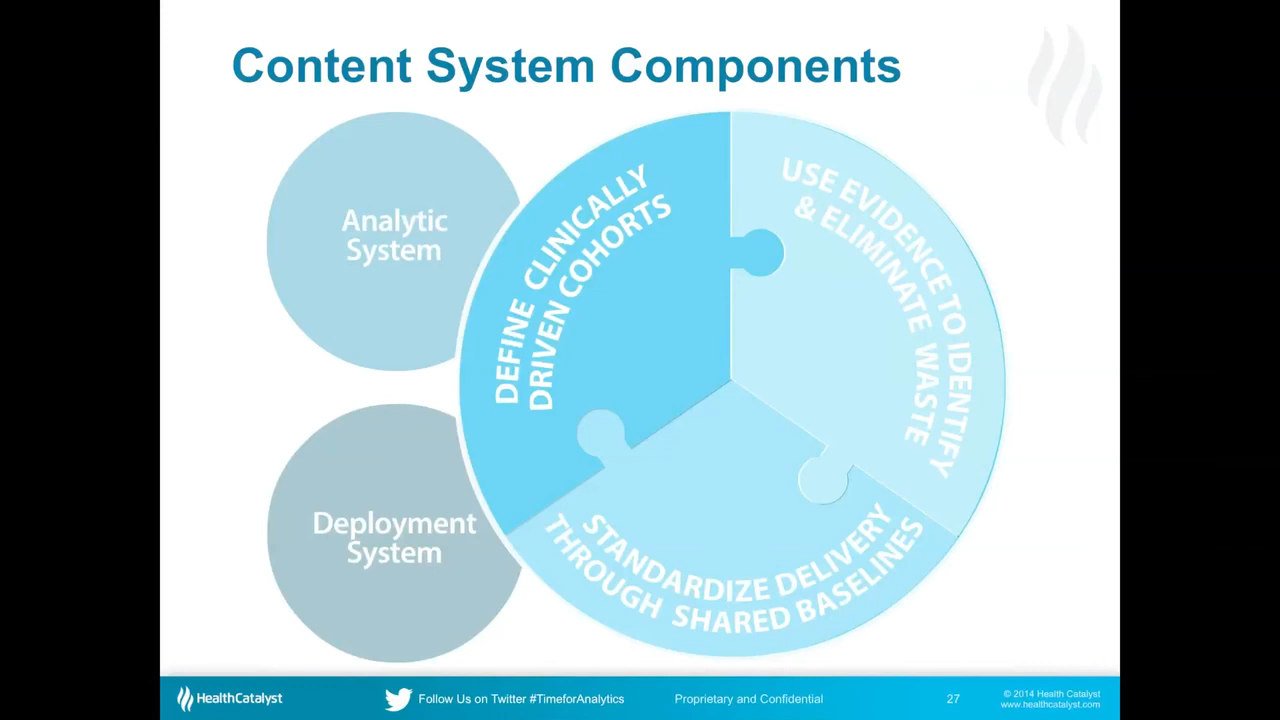 Content System Components
Analytic
System
Deployment
System
DEFINE CLINICALLY
DRIVEN COHORTS
USE EVIDENCE TO IDENTIFY
& ELIMINATE WASTE
STANDARDIZE DELIVERY
THROUGH SHARED BASELINES
HealthCatalyst
Follow Us on Twitter #TimeforAnalytics
Proprietary and Confidential
27
© 2014 Health Catalyst
www.healthcatalyst.com